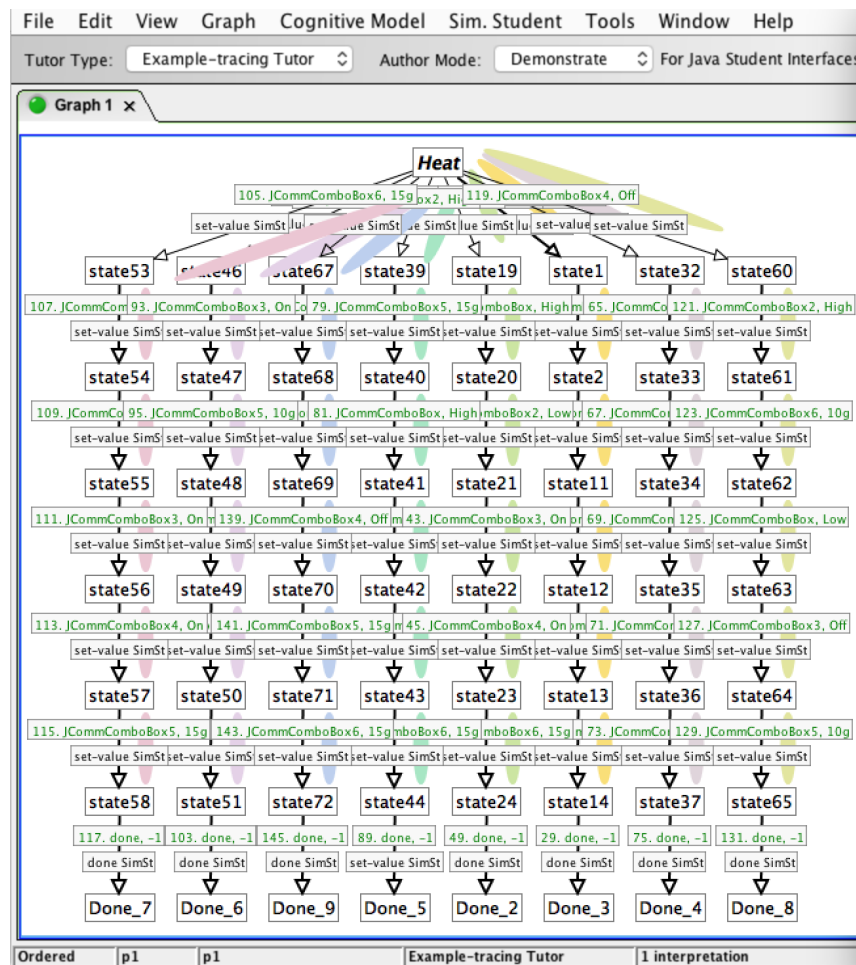 File Edit View Graph Cognitive Model Sim. Student Tools Window Help
Tutor Type: Example-tracing Tutor Author Mode: Demonstrate For Java Student Interfaces
Graph 1
Heat
105. JCommComboBox6, 15g 119. JCommComboBox4, Off
set-value SimSt set-value SimSt
state53 state46 state67 state39 state19 state1 state32 state60
107. JCommCom 93. JCommComboBox3, On 79. JCommComboBox5, 15g omboBox, High 65. JCommCo 121. JCommComboBox2, High
set-value SimSt set-value SimSt set-value SimSt set-value SimSt set-value SimSt set-value SimSt set-value SimSt set-value SimSt
state54 state47 state68 state40 state20 state2 state33 state61
109. JCommCo 95. JCommComboBox5, 10g 81. JCommComboBox, High omboBox2, Low 67. JCommCo 123. JCommComboBox6, 10g
set-value SimSt set-value SimSt set-value SimSt set-value SimSt set-value SimSt set-value SimSt set-value SimSt set-value SimSt
state55 state48 state69 state41 state21 state11 state34 state62
111. JCommComboBox3, On 139. JCommComboBox4, Off 43. JCommComboBox3, On 69. JCommCon 125. JCommComboBox, Low
set-value SimSt set-value SimSt set-value SimSt set-value SimSt set-value SimSt set-value SimSt set-value SimSt set-value SimSt
state56 state49 state70 state42 state22 state12 state35 state63
113. JCommComboBox4, On 141. JCommComboBox5, 15g 45. JCommComboBox4, On 71. JCommCor 127. JCommComboBox3, Off
set-value SimSt set-value SimSt set-value SimSt set-value SimSt set-value SimSt set-value SimSt set-value SimSt set-value SimSt
state57 state50 state71 state43 state23 state13 state36 state64
115. JCommComboBox5, 15g 143. JCommComboBox6, 15g mboBox6, 15g mboBox6, 15g 73. JCommCo 129. JCommComboBox5, 10g
set-value SimSt set-value SimSt set-value SimSt set-value SimSt set-value SimSt set-value SimSt set-value SimSt set-value SimSt
state58 state51 state72 state44 state24 state14 state37 state65
117. done, -1 103. done, -1 145. done, -1 89. done, -1 49. done, -1 29. done, -1 75. done, -1 131. done, -1
done SimSt done SimSt done SimSt set-value SimSt done SimSt done SimSt done SimSt done SimSt
Done_7 Done_6 Done_9 Done_5 Done_2 Done_3 Done_4 Done_8
Ordered p1 p1 Example-tracing Tutor 1 interpretation